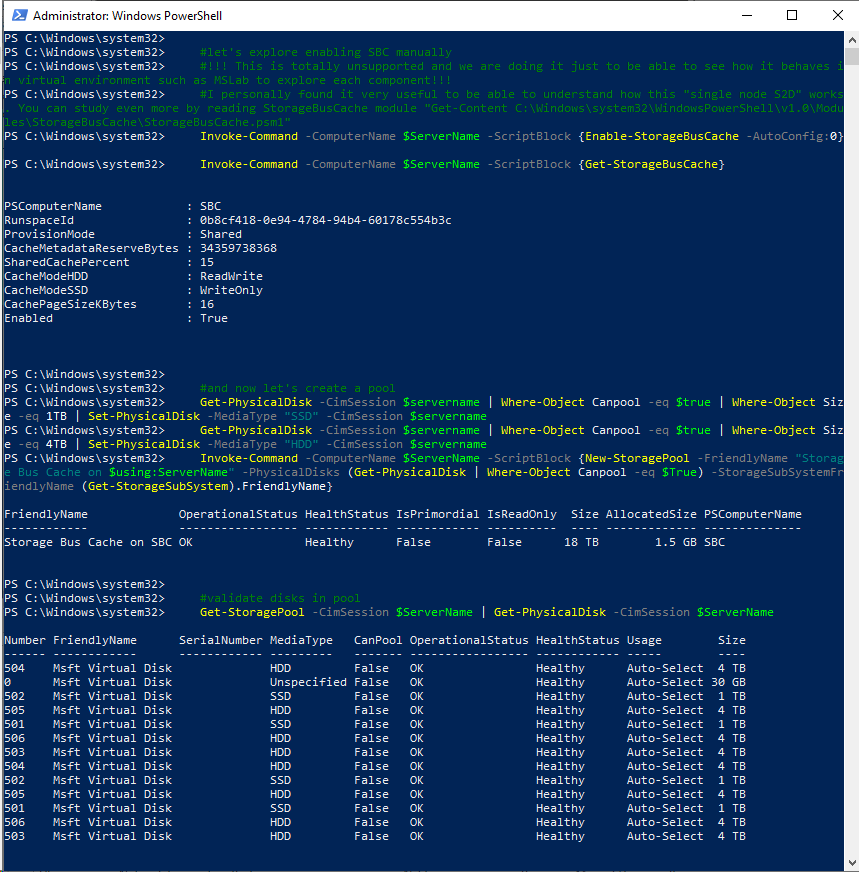 Administrator: Windows PowerShell
PS C:\Windows\system32>
PS C:\Windows\system32>     #let's explore enabling SBC manually
PS C:\Windows\system32>     #!!! This is totally unsupported and we are doing it just to be able to see how it behaves i
n virtual environment such as MSLab to explore each component!!!
PS C:\Windows\system32>     #I personally found it very useful to be able to understand how this "single node S2D" works
. You can study even more by reading StorageBusCache module "Get-Content C:\Windows\system32\WindowsPowerShell\v1.0\Modu
les\StorageBusCache\StorageBusCache.psm1"
PS C:\Windows\system32>     Invoke-Command -ComputerName $ServerName -ScriptBlock {Enable-StorageBusCache -AutoConfig:0}
PS C:\Windows\system32>     Invoke-Command -ComputerName $ServerName -ScriptBlock {Get-StorageBusCache}
PSComputerName            : SBC
RunspaceId                : 0b8cf418-0e94-4784-94b4-60178c554b3c
ProvisionMode             : Shared
CacheMetadataReserveBytes : 34359738368
SharedCachePercent        : 15
CacheModeHDD              : ReadWrite
CacheModeSSD              : WriteOnly
CachePageSizeKBytes       : 16
Enabled                   : True
PS C:\Windows\system32>
PS C:\Windows\system32>     #and now let's create a pool
PS C:\Windows\system32>     Get-PhysicalDisk -CimSession $servername | Where-Object Canpool -eq $true | Where-Object Siz
e -eq 1TB | Set-PhysicalDisk -MediaType "SSD" -CimSession $servername
PS C:\Windows\system32>     Get-PhysicalDisk -CimSession $servername | Where-Object Canpool -eq $true | Where-Object Siz
e -eq 4TB | Set-PhysicalDisk -MediaType "HDD" -CimSession $servername
PS C:\Windows\system32>     Invoke-Command -ComputerName $ServerName -ScriptBlock {New-StoragePool -FriendlyName "Storag
e Bus Cache on $using:ServerName" -PhysicalDisks (Get-PhysicalDisk | Where-Object Canpool -eq $True) -StorageSubSystemFr
iendlyName (Get-StorageSubSystem).FriendlyName}
FriendlyName             OperationalStatus HealthStatus IsPrimordial IsReadOnly  Size AllocatedSize PSComputerName
------------             ----------------- ------------ ------------ ----------  ---- ------------- --------------
Storage Bus Cache on SBC OK                Healthy      False        False      18 TB        1.5 GB SBC
PS C:\Windows\system32>
PS C:\Windows\system32>     #validate disks in pool
PS C:\Windows\system32>     Get-StoragePool -CimSession $ServerName | Get-PhysicalDisk -CimSession $ServerName
Number FriendlyName      SerialNumber MediaType   CanPool OperationalStatus HealthStatus Usage        Size
------ ------------      ------------ ---------   ------- ----------------- ------------ -----        ----
504    Msft Virtual Disk              HDD         False   OK                Healthy      Auto-Select  4 TB
0      Msft Virtual Disk              Unspecified False   OK                Healthy      Auto-Select 30 GB
502    Msft Virtual Disk              SSD         False   OK                Healthy      Auto-Select  1 TB
505    Msft Virtual Disk              HDD         False   OK                Healthy      Auto-Select  4 TB
501    Msft Virtual Disk              SSD         False   OK                Healthy      Auto-Select  1 TB
506    Msft Virtual Disk              HDD         False   OK                Healthy      Auto-Select  4 TB
503    Msft Virtual Disk              HDD         False   OK                Healthy      Auto-Select  4 TB
504    Msft Virtual Disk              HDD         False   OK                Healthy      Auto-Select  4 TB
502    Msft Virtual Disk              SSD         False   OK                Healthy      Auto-Select  1 TB
505    Msft Virtual Disk              HDD         False   OK                Healthy      Auto-Select  4 TB
501    Msft Virtual Disk              SSD         False   OK                Healthy      Auto-Select  1 TB
506    Msft Virtual Disk              HDD         False   OK                Healthy      Auto-Select  4 TB
503    Msft Virtual Disk              HDD         False   OK                Healthy      Auto-Select  4 TB